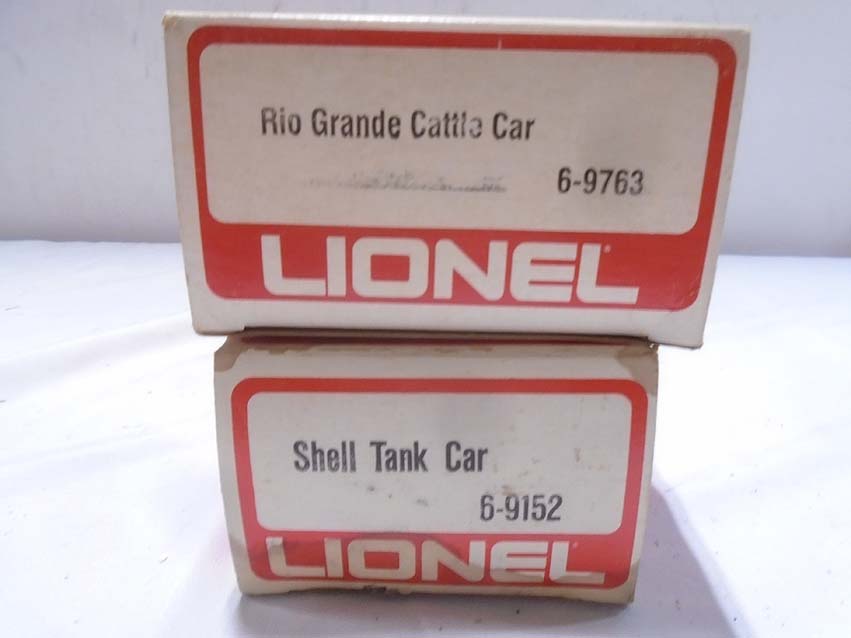 Rio Grande Cattle Car
6-9763
LIONEL
Shell Tank Car
6-9152
LIONEL